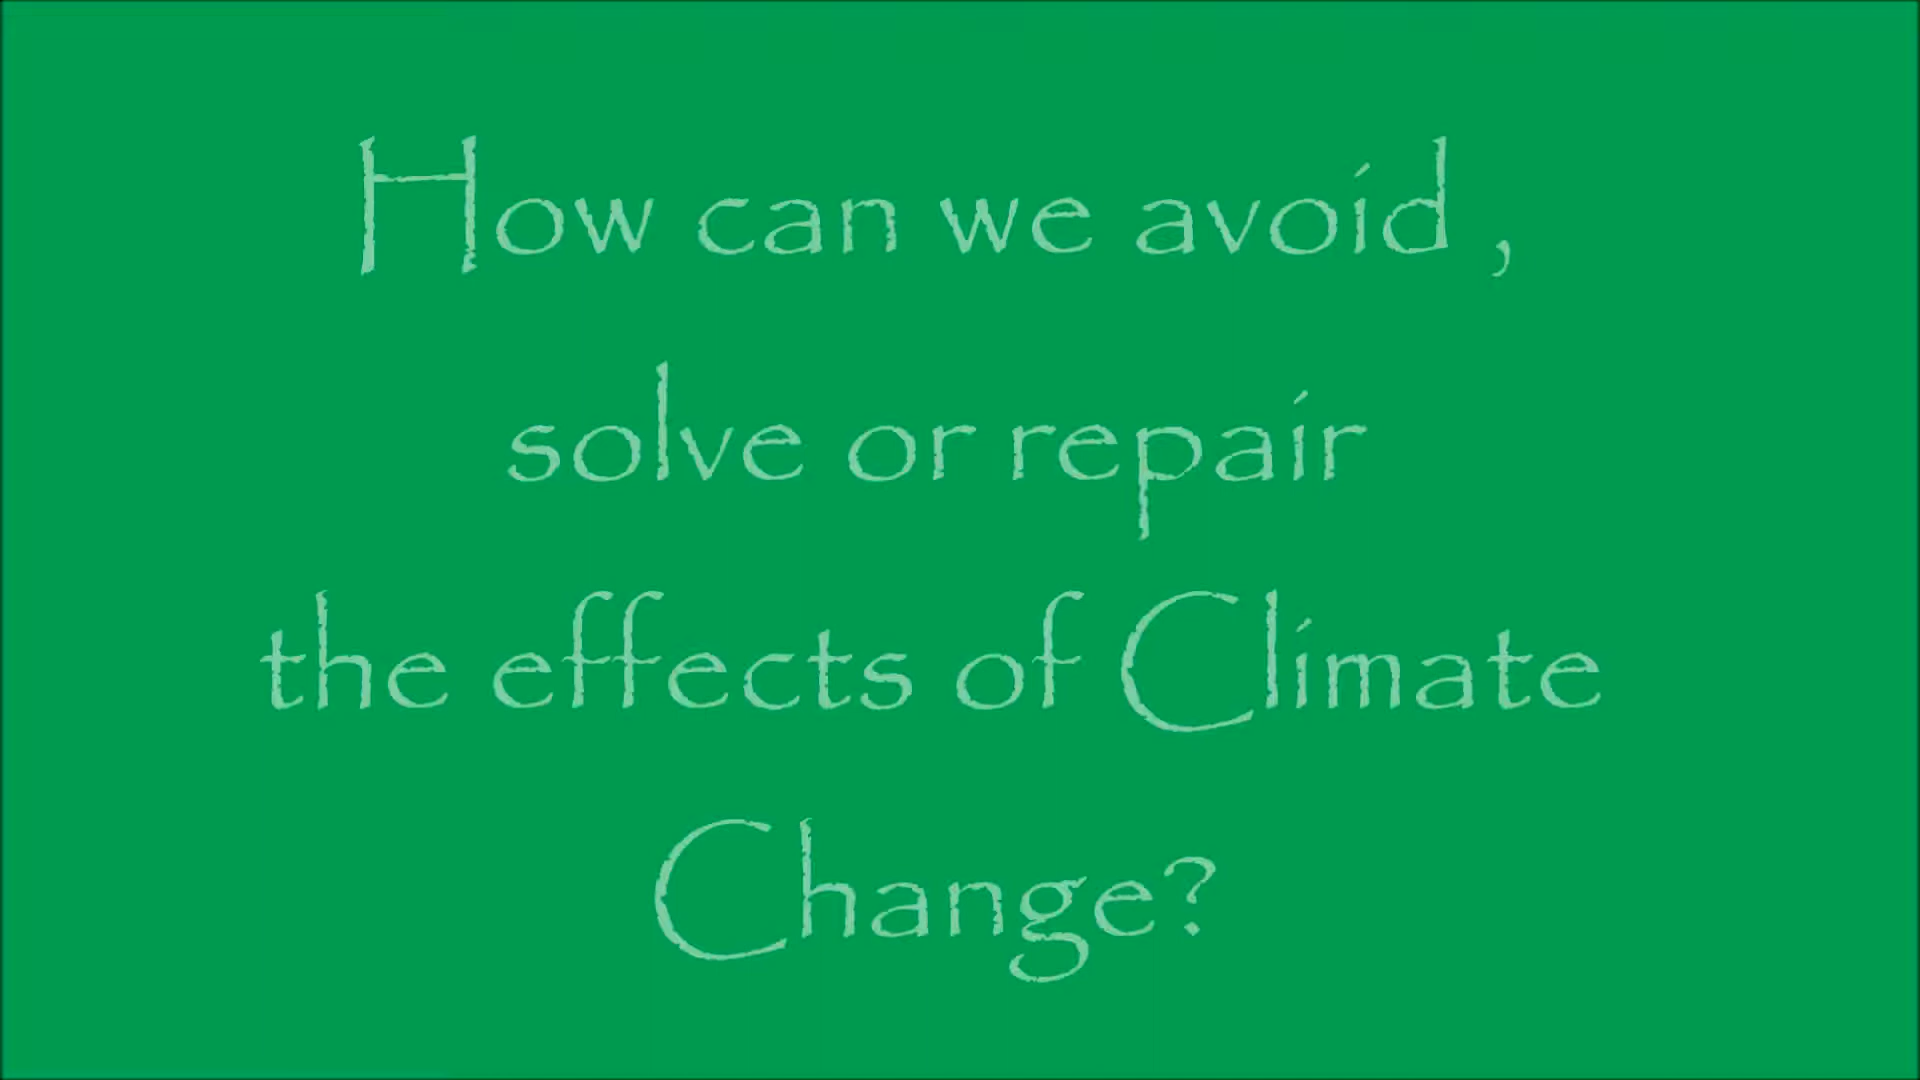 How can we avoid ,
solve or repair
the effects of Climate
Change?